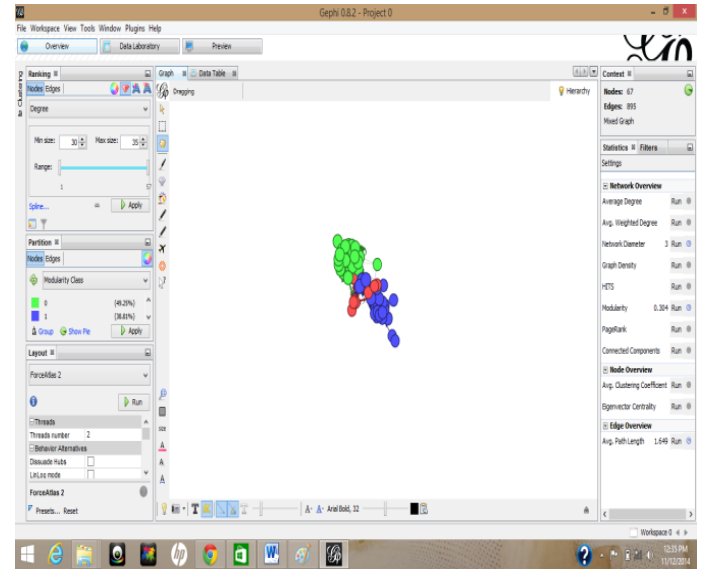 Gephi 0.8.2 - Project 0
File Workspace View Tools Window Plugins Help
Overview Data Laboratory Preview
Clustering
Ranking
Nodes Edges
Degree
Min size: 30 Max size: 35
Range:
1 57
Spline... Apply
Partition
Nodes Edges
Modularity Class
0 (49.25%)
1 (38.81%)
Group Show Pie Apply
Layout
ForceAtlas 2
Run
Threads
Threads number 2
Behavior Alternatives
Dissuade Hubs
LinLog mode
ForceAtlas 2
Presets... Reset
Graph Data Table
Dragging
Hierarchy
T A- A- Arial Bold, 32
Context
Nodes: 67
Edges: 895
Mixed Graph
Statistics Filters
Settings
Network Overview
Average Degree Run
Avg. Weighted Degree Run
Network Diameter 3 Run
Graph Density Run
HITS Run
Modularity 0.304 Run
PageRank Run
Connected Components Run
Node Overview
Avg. Clustering Coefficient Run
Eigenvector Centrality Run
Edge Overview
Avg. Path Length 1.649 Run
Workspace 0
12:35 PM
11/12/2014